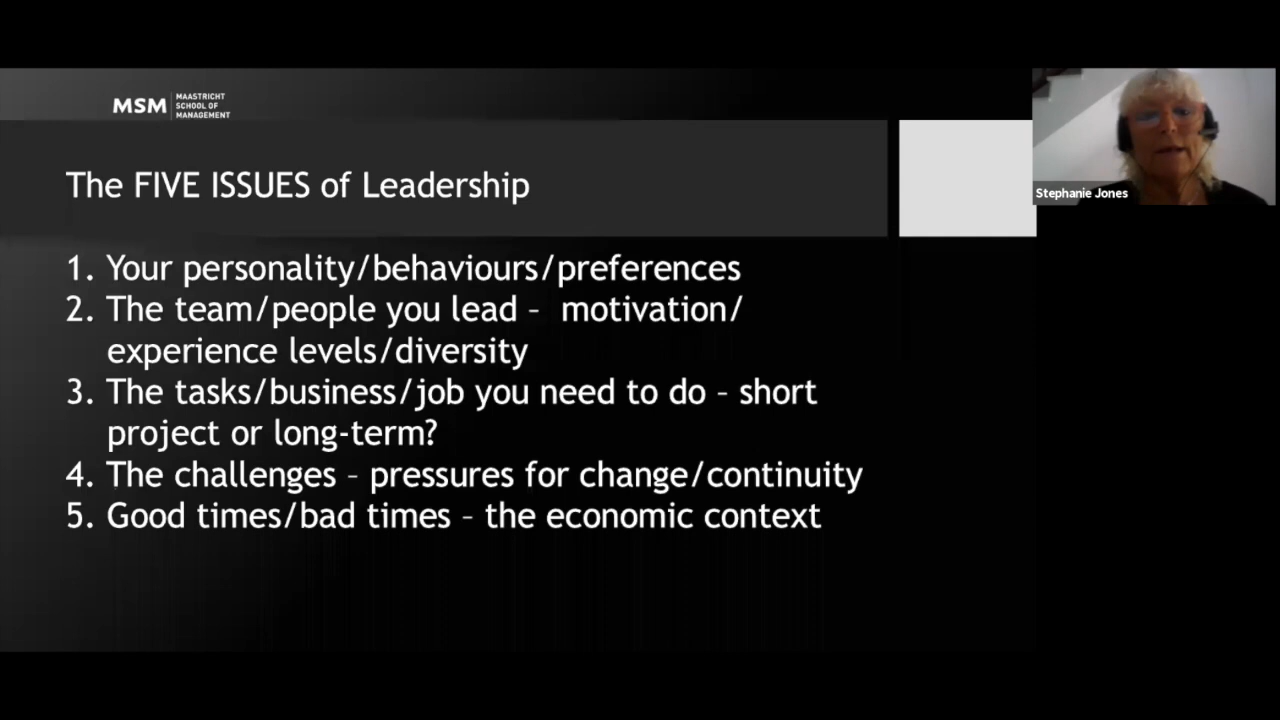 MSM
MAASTRICHT
SCHOOL OF
MANAGEMENT
Stephanie Jones
The FIVE ISSUES of Leadership
1. Your personality/behaviours/preferences
2. The team/people you lead – motivation/
experience levels/diversity
3. The tasks/business/job you need to do – short
project or long-term?
4. The challenges – pressures for change/continuity
5. Good times/bad times – the economic context